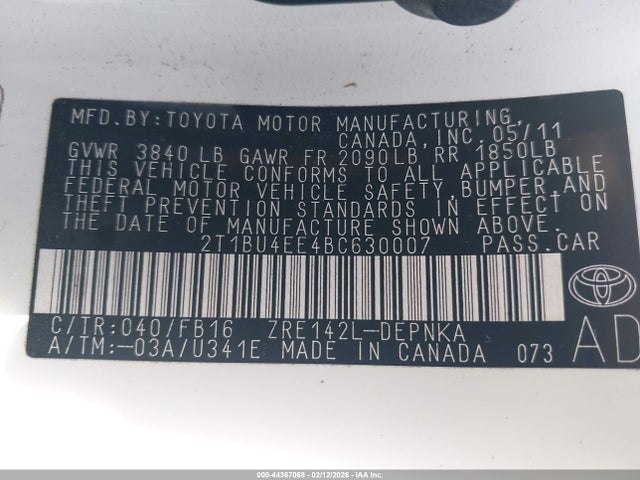 MFD.BY:TOYOTA MOTOR MANUFACTURING,
CANADA,INC. 05/11
GVWR 3840 LB GAWR FR 2090LB RR 1850LB
THIS VEHICLE CONFORMS TO ALL APPLICABLE
FEDERAL MOTOR VEHICLE SAFETY, BUMPER,AND
THEFT PREVENTION STANDARDS IN EFFECT ON
THE DATE OF MANUFACTURE SHOWN ABOVE.
2T1BU4EE4BC630007 PASS.CAR
C/TR:040/FB16 ZRE142L-DEPNKA
A/TM:-03A/U341E MADE IN CANADA 073 AD
000-44367068 - 02/12/2026 - © IAA, Inc.